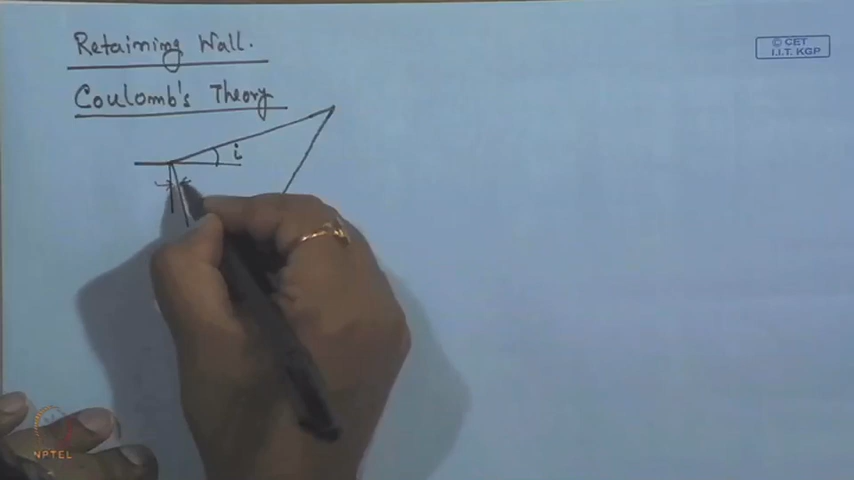 Retaining Wall.
© CET
I.I.T. KGP
Coulomb's Theory
i
NPTEL